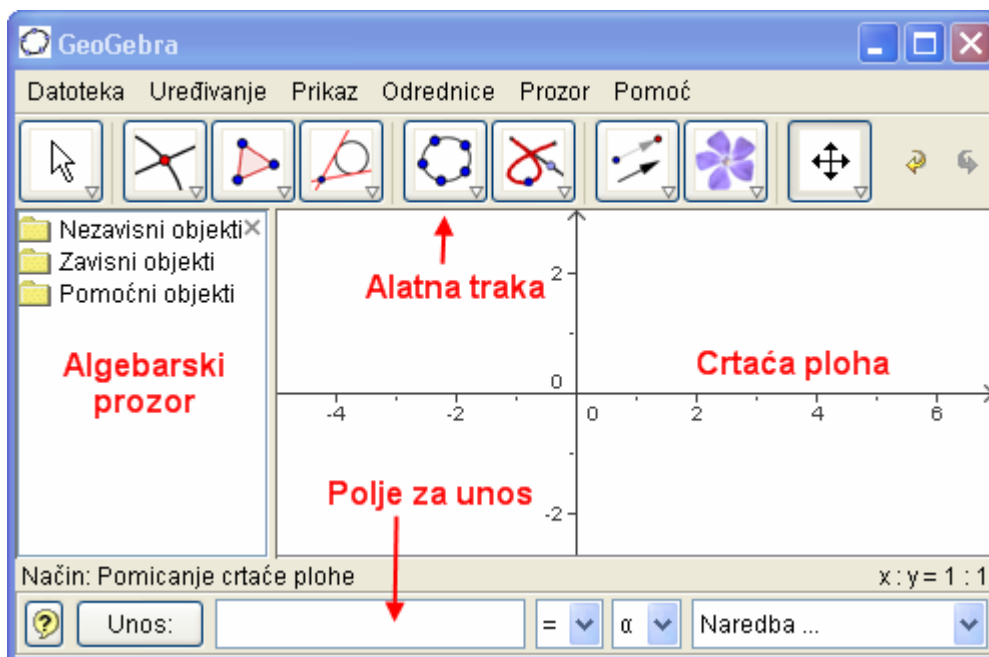 GeoGebra
Datoteka Uređivanje Prikaz Odrednice Prozor Pomoć
Nezavisni objekti
Zavisni objekti
Pomoćni objekti
Algebarski
prozor
Alatna traka
Crtaća ploha
2
0
-4 -2 0 2 4 6
-2
Polje za unos
Način: Pomicanje crtaće plohe x : y = 1 : 1
? Unos: = α Naredba ...